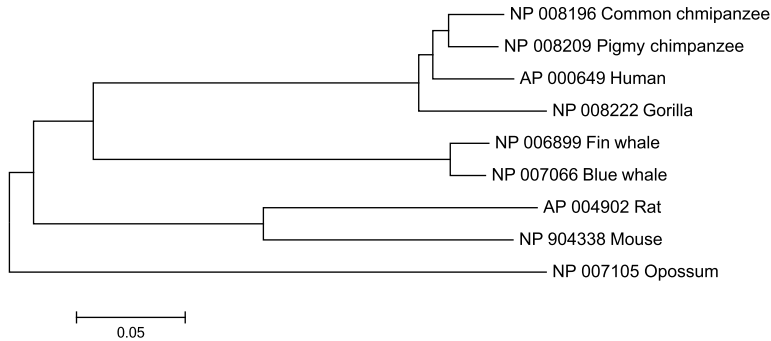 NP 008196 Common chmipanzee
NP 008209 Pigmy chimpanzee
AP 000649 Human
NP 008222 Gorilla
NP 006899 Fin whale
NP 007066 Blue whale
AP 004902 Rat
NP 904338 Mouse
NP 007105 Opossum
0.05